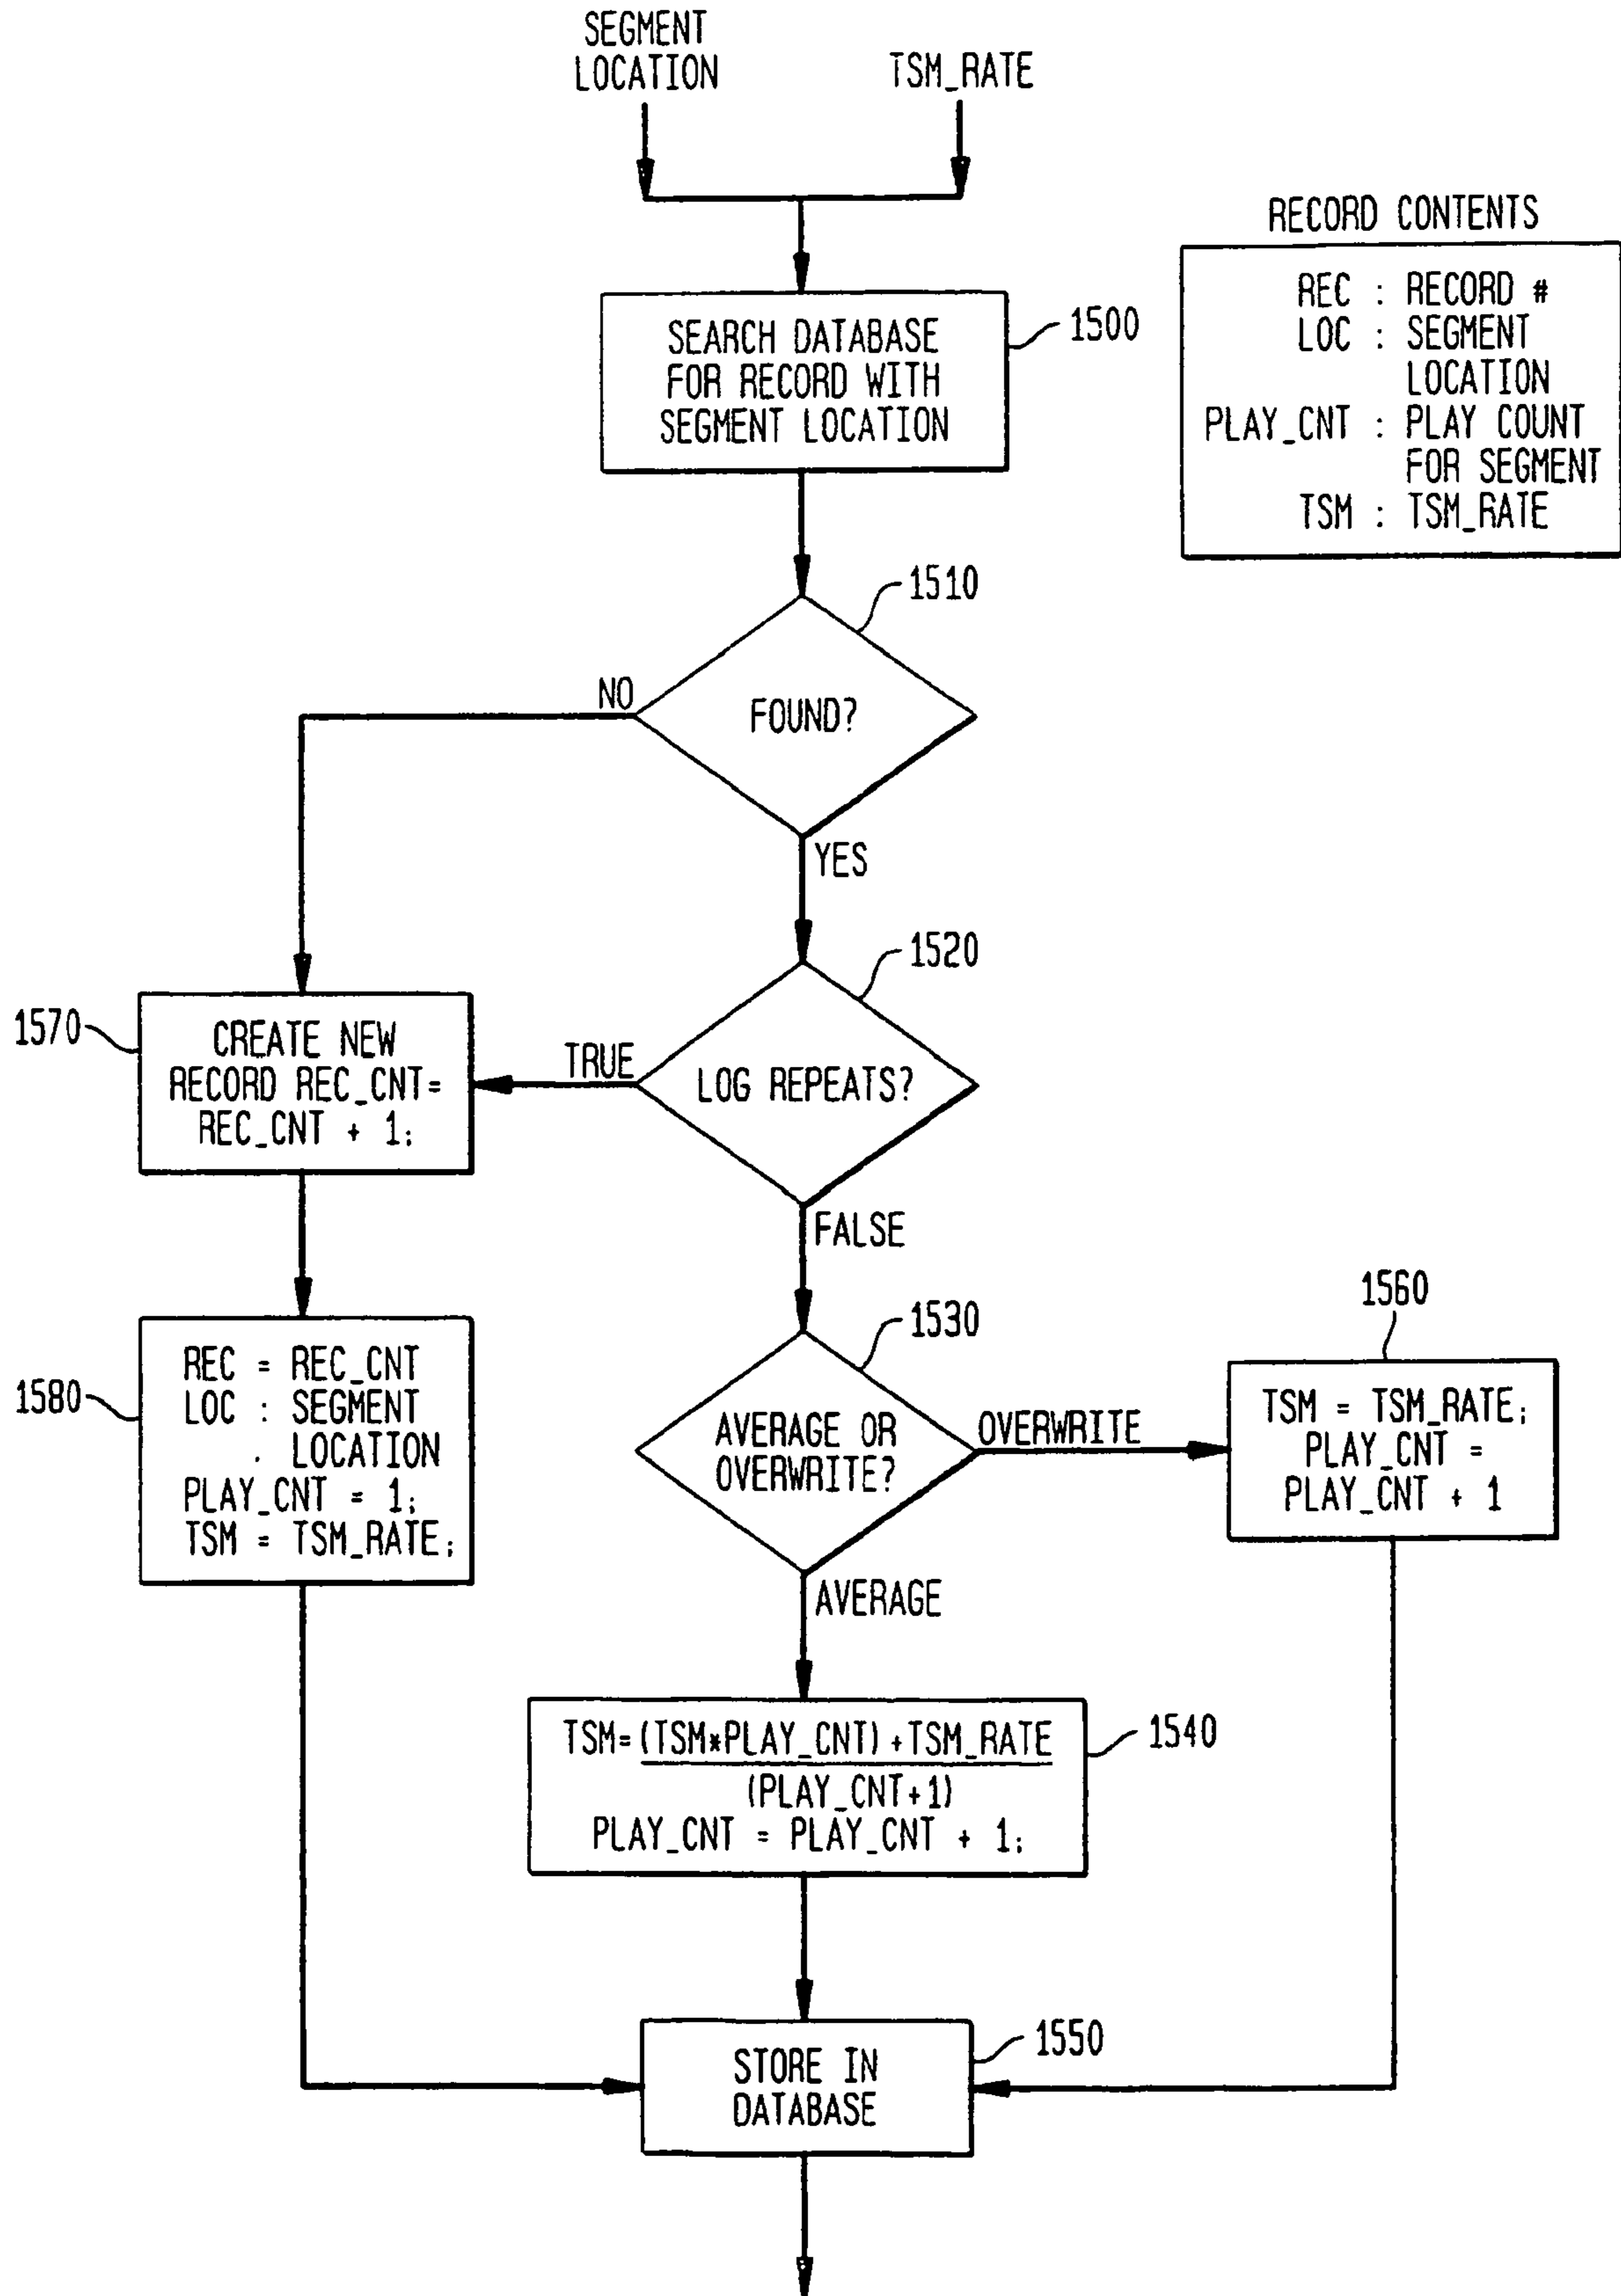 SEGMENT
LOCATION
TSM_RATE
RECORD CONTENTS
REC : RECORD #
LOC : SEGMENT
LOCATION
PLAY_CNT : PLAY COUNT
FOR SEGMENT
TSM : TSM_RATE
SEARCH DATABASE
FOR RECORD WITH
SEGMENT LOCATION
1500
1510
FOUND?
NO
YES
1520
LOG REPEATS?
TRUE
FALSE
1570
CREATE NEW
RECORD REC_CNT=
REC_CNT + 1;
1580
REC = REC_CNT
LOC : SEGMENT
LOCATION
PLAY_CNT = 1;
TSM = TSM_RATE;
1530
AVERAGE OR
OVERWRITE?
OVERWRITE
AVERAGE
1560
TSM = TSM_RATE;
PLAY_CNT =
PLAY_CNT + 1
TSM=(TSM*PLAY_CNT)+TSM_RATE
(PLAY_CNT+1)
PLAY_CNT = PLAY_CNT + 1;
1540
STORE IN
DATABASE
1550